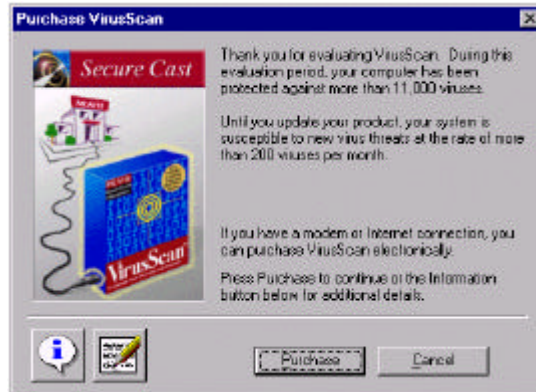 Purchase VirusScan
Secure Cast
Thank you for evaluating VirusScan. During this
evaluation period, your computer has been
protected against more than 11,000 viruses.
Until you update your product, your system is
susceptible to new virus threats at the rate of more
than 200 viruses per month.
If you have a modem or Internet connection, you
can purchase VirusScan electronically.
Press Purchase to continue or the Information
button below for additional details.
VirusScan
Purchase
Cancel